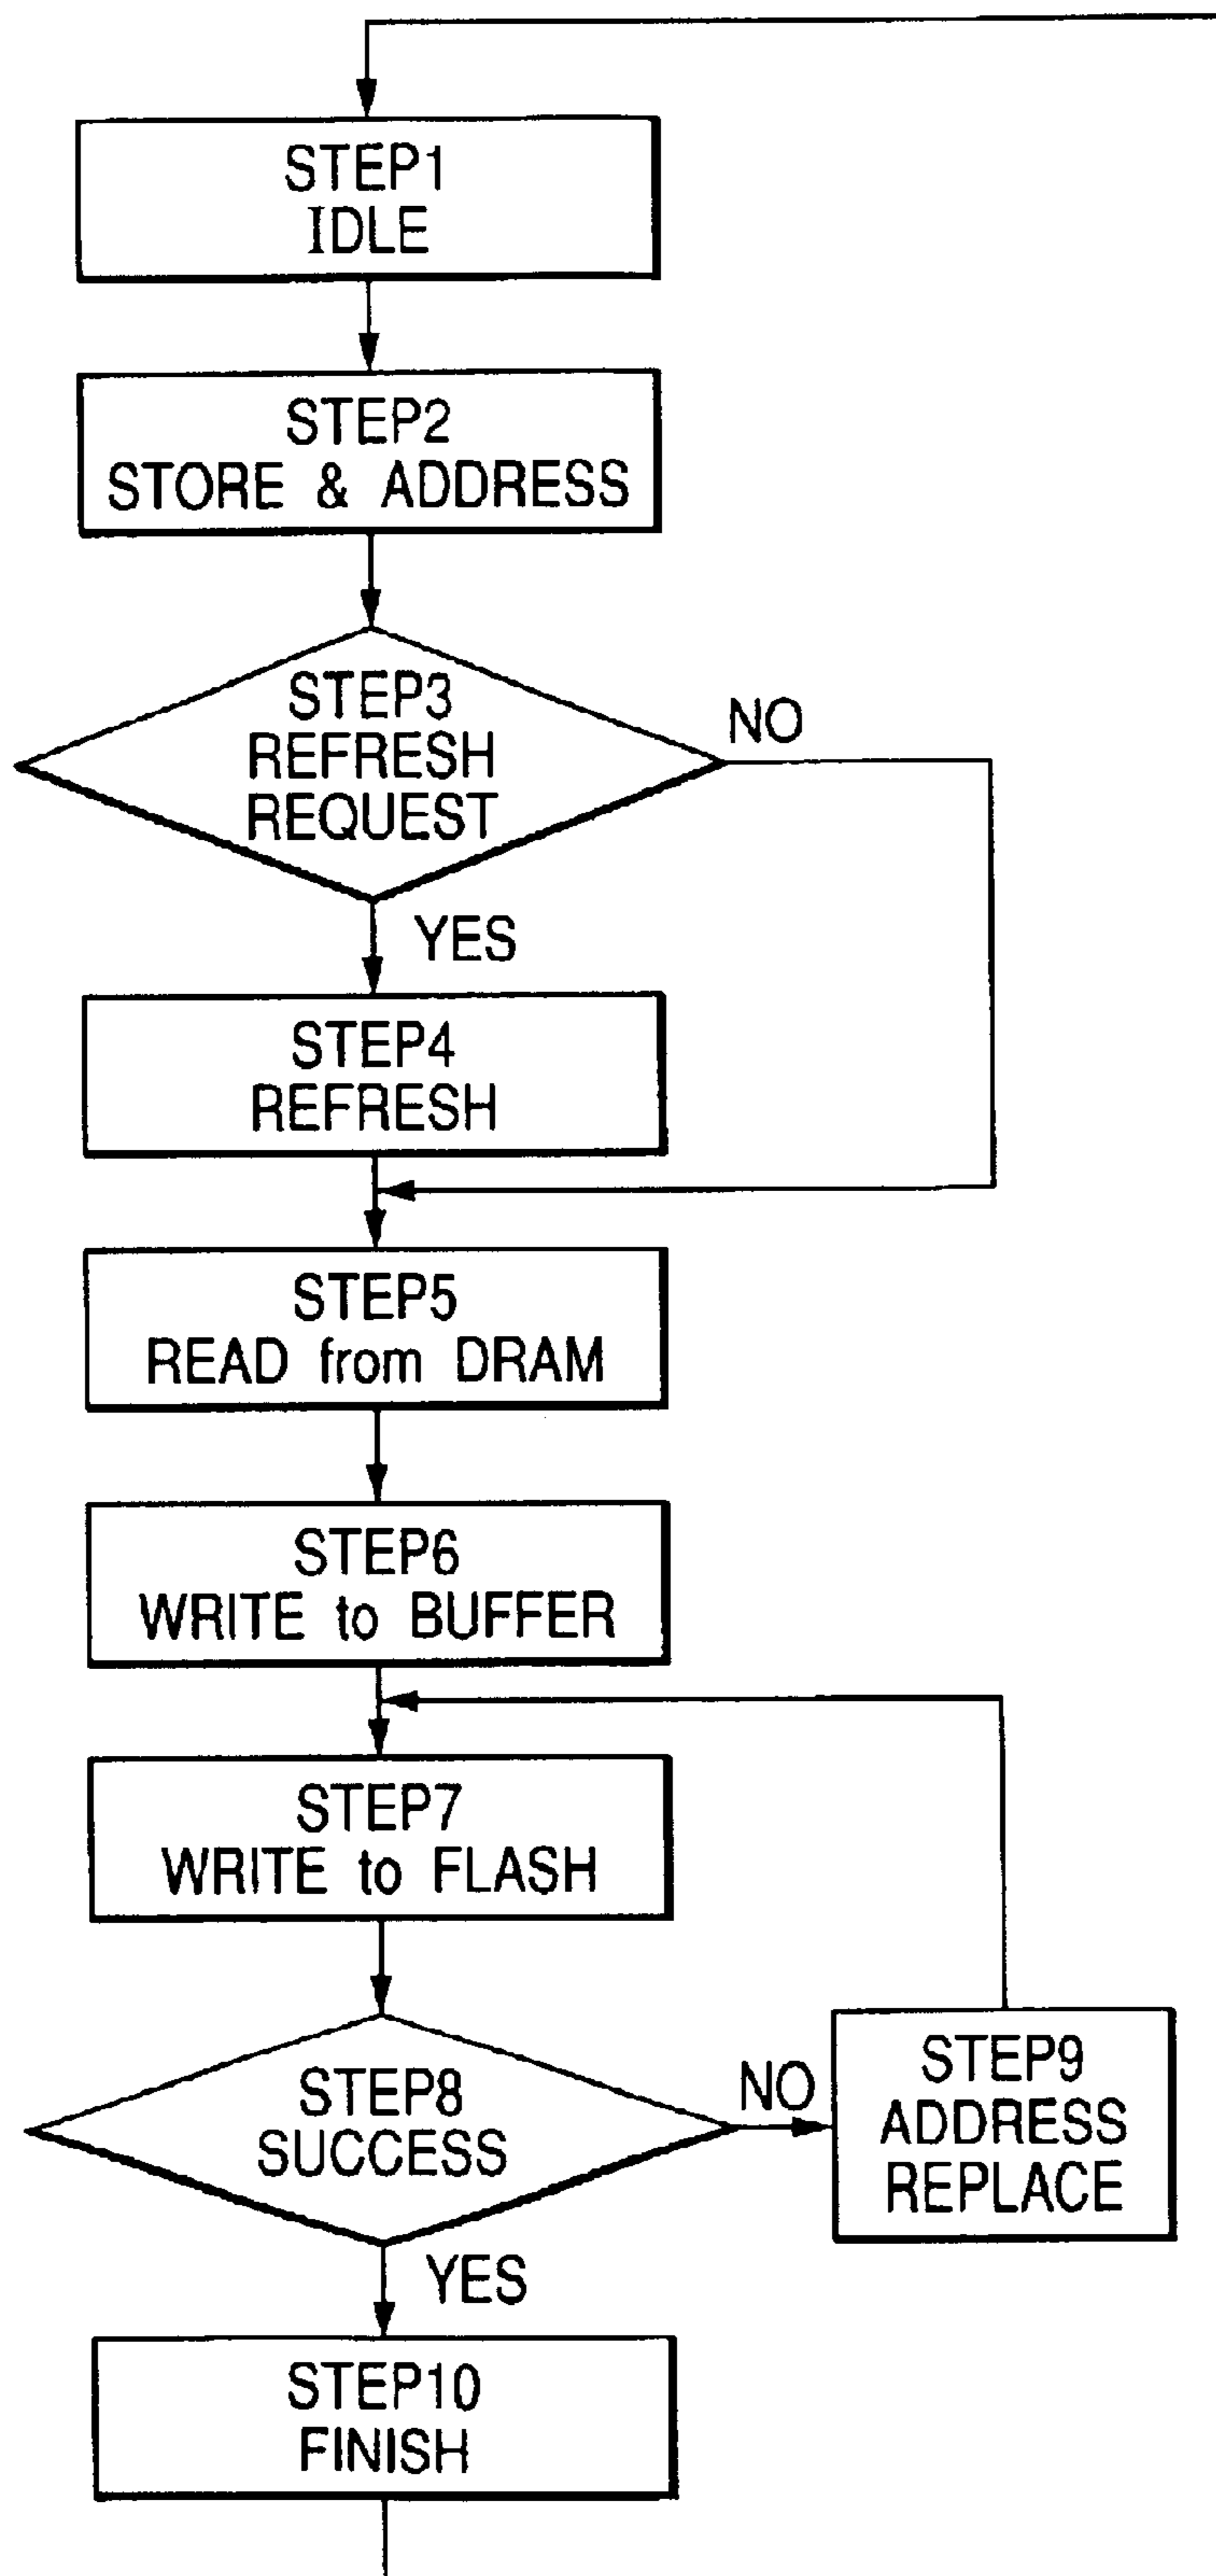 STEP1
IDLE
STEP2
STORE & ADDRESS
STEP3
REFRESH
REQUEST
NO
YES
STEP4
REFRESH
STEP5
READ from DRAM
STEP6
WRITE to BUFFER
STEP7
WRITE to FLASH
STEP8
SUCCESS
NO
STEP9
ADDRESS
REPLACE
YES
STEP10
FINISH